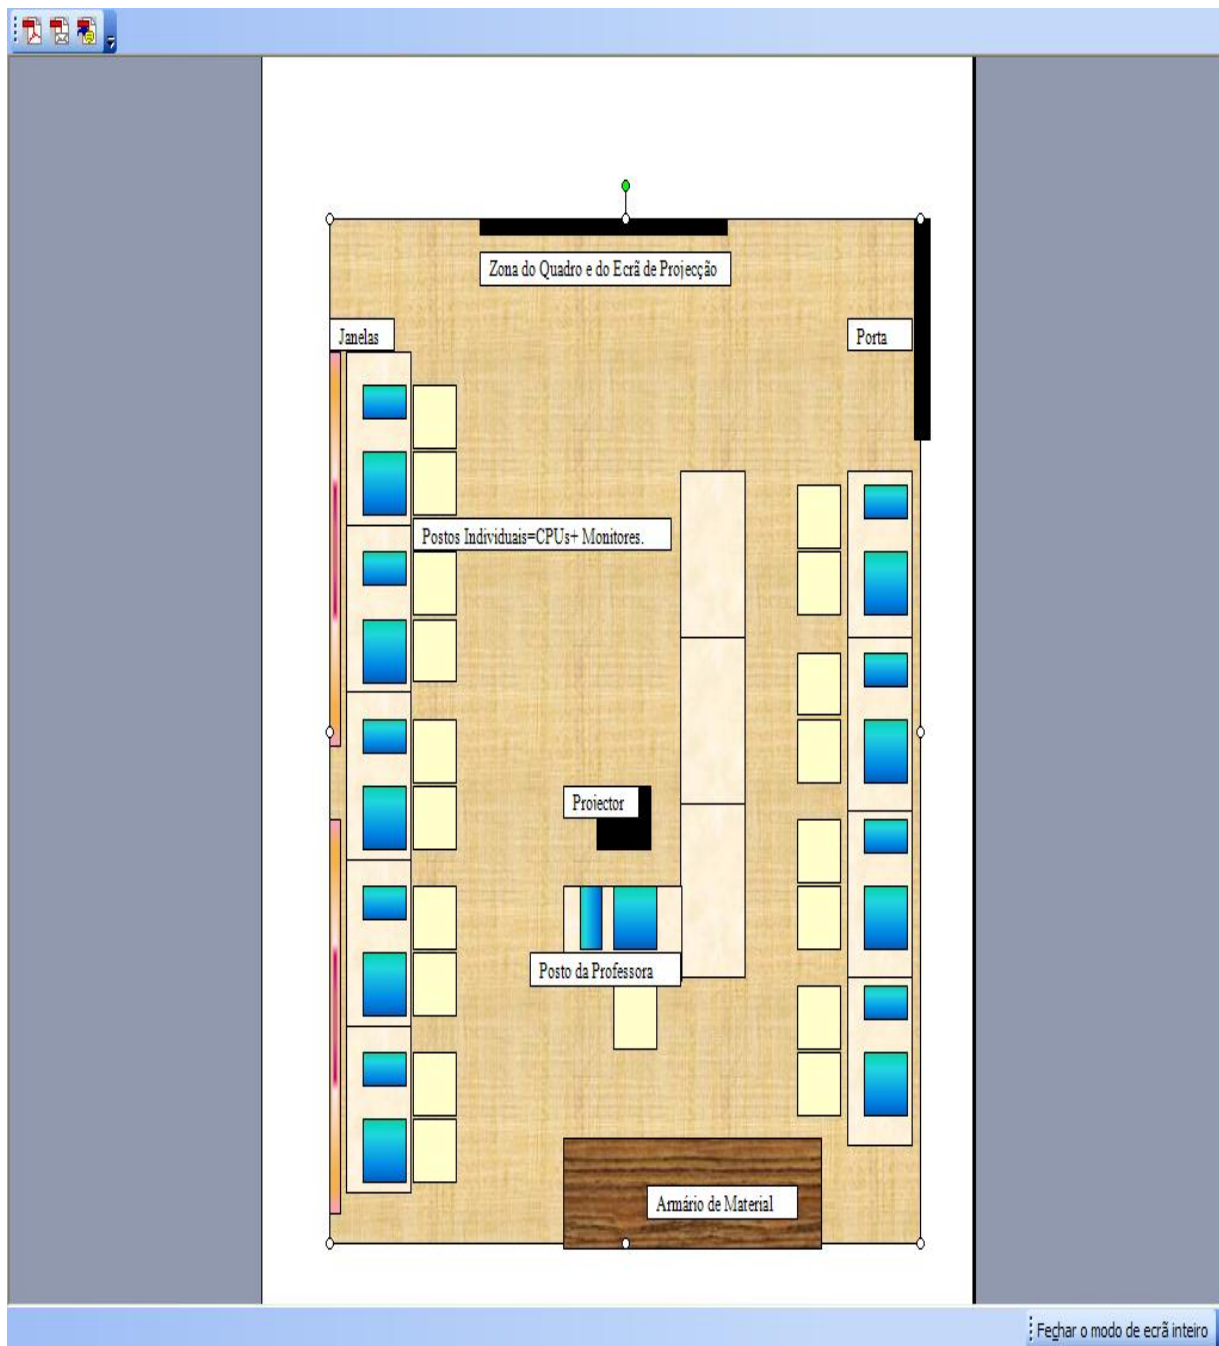 Zona do Quadro e do Ecrã de Projecção
Janelas
Porta
Postos Individuais=CPUs+ Monitores.
Projector
Posto da Professora
Armário de Material
Fechar o modo de ecrã inteiro